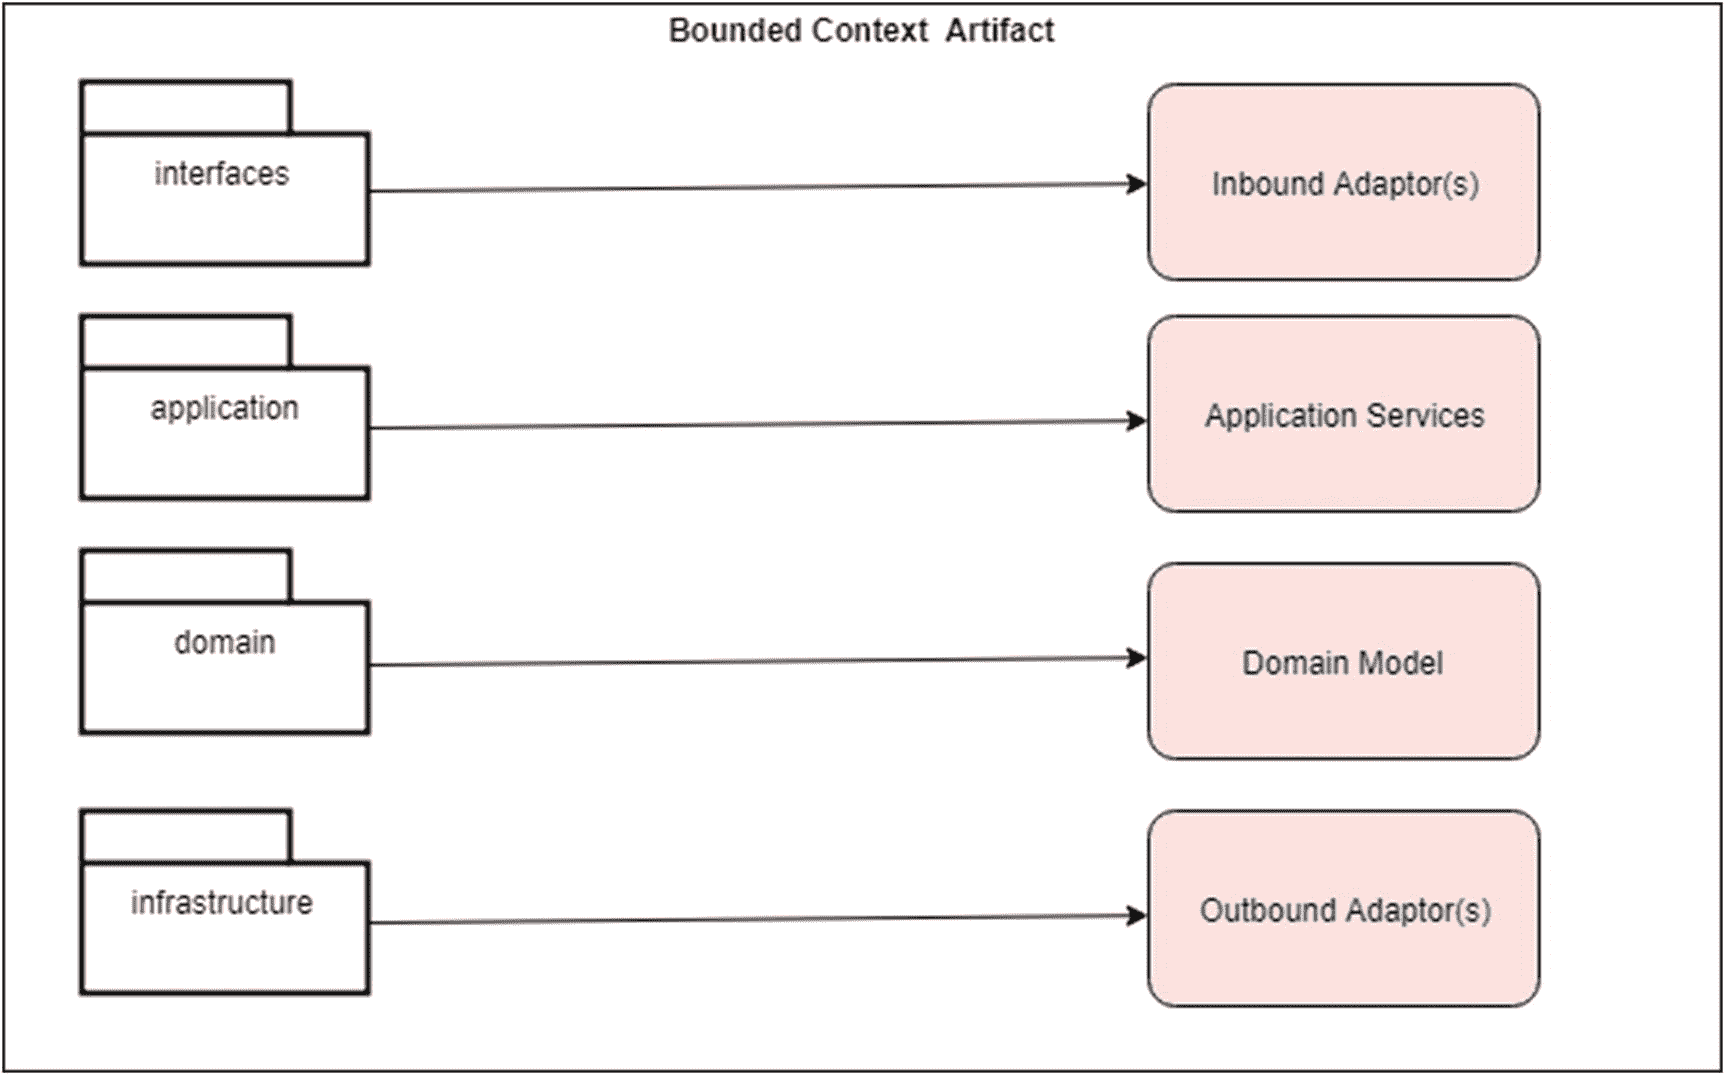 Bounded Context Artifact
interfaces
Inbound Adaptor(s)
application
Application Services
domain
Domain Model
infrastructure
Outbound Adaptor(s)